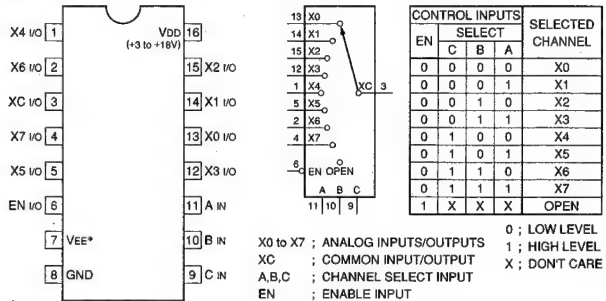 X4 I/O 1
X6 I/O 2
XC I/O 3
X7 I/O 4
X5 I/O 5
EN I/O 6
7 VEE*
8 GND
VDD 16
(+3 to +18V)
15 X2 I/O
14 X1 I/O
13 X0 I/O
12 X3 I/O
11 A IN
10 B IN
9 C IN
13 X0
14 X1
15 X2
12 X3
1 X4
5 X5
2 X6
4 X7
XC 3
6 EN OPEN
A B C
11 10 9
CONTROL INPUTS SELECTED CHANNEL
EN SELECT
C B A
0 0 0 0 X0
0 0 0 1 X1
0 0 1 0 X2
0 0 1 1 X3
0 1 0 0 X4
0 1 0 1 X5
0 1 1 0 X6
0 1 1 1 X7
1 X X X OPEN
X0 to X7 ; ANALOG INPUTS/OUTPUTS
XC ; COMMON INPUT/OUTPUT
A,B,C ; CHANNEL SELECT INPUT
EN ; ENABLE INPUT
0 ; LOW LEVEL
1 ; HIGH LEVEL
X ; DON'T CARE